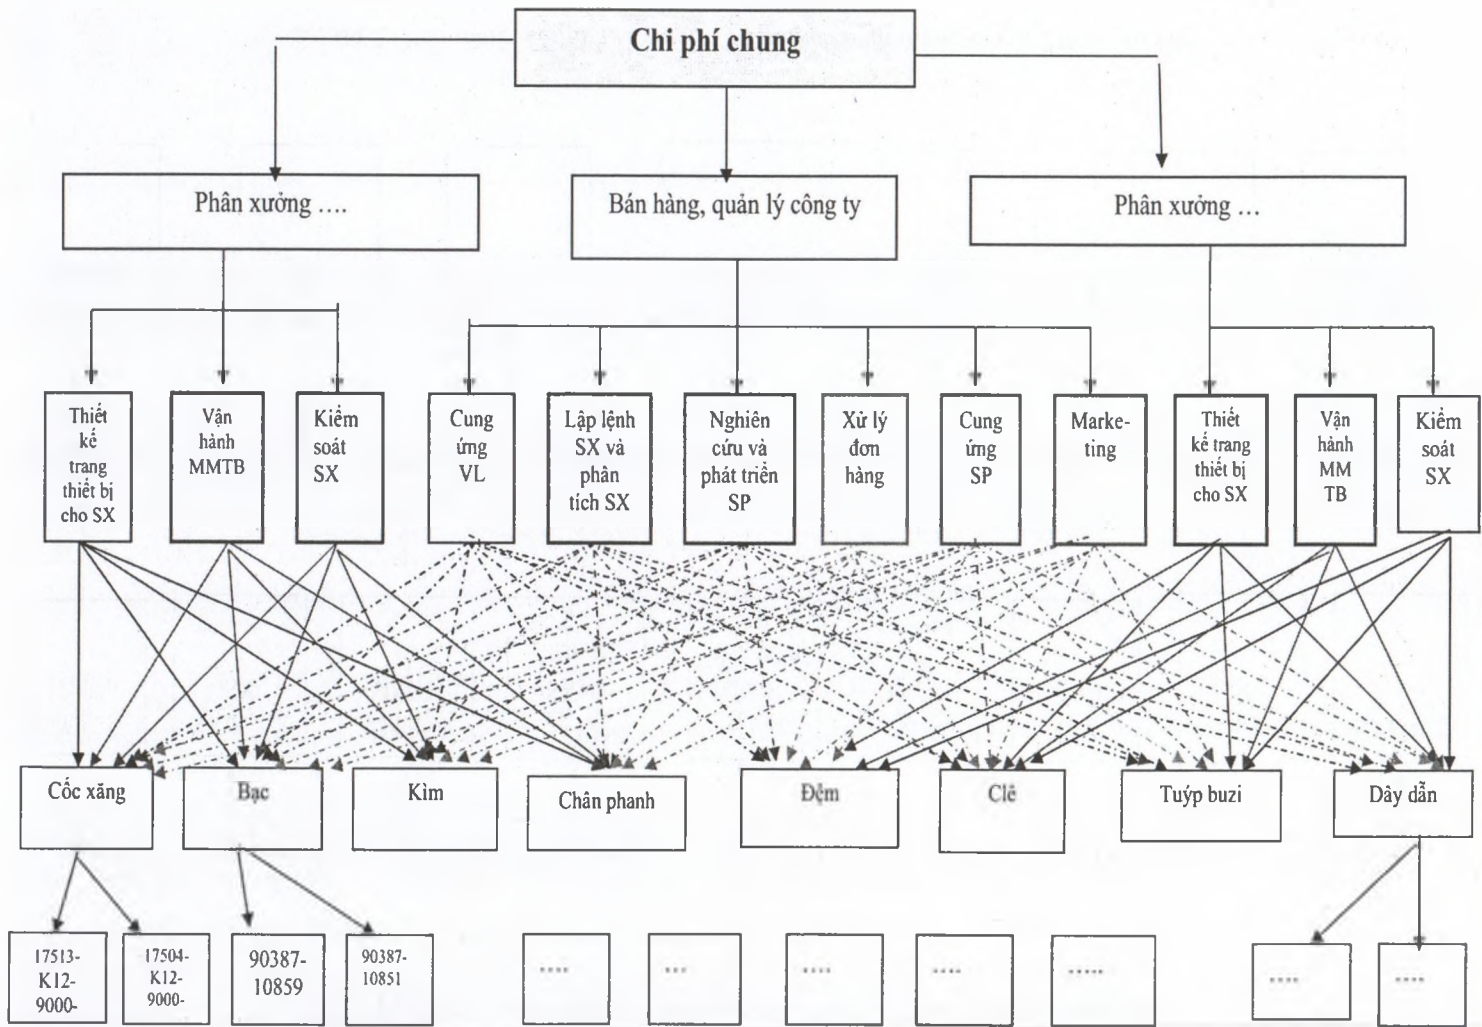 Chi phí chung
Phân xưởng ....
Bán hàng, quản lý công ty
Phân xưởng ...
Thiết
kế
trang
thiết bị
cho SX
Vận
hành
MMTB
Kiểm
soát
SX
Cung
ứng
VL
Lập lệnh
SX và
phân
tích SX
Nghiên
cứu và
phát triển
SP
Xử lý
đơn
hàng
Cung
ứng
SP
Marke-
ting
Thiết
kế trang
thiết bị
cho SX
Vận
hành
MM
TB
Kiểm
soát
SX
Cốc xăng
Bạc
Kìm
Chân phanh
Đệm
Clê
Tuýp buzi
Dây dẫn
17513-
K12-
9000-
17504-
K12-
9000-
90387-
10859
90387-
10851
....
...
....
....
.....
....
....